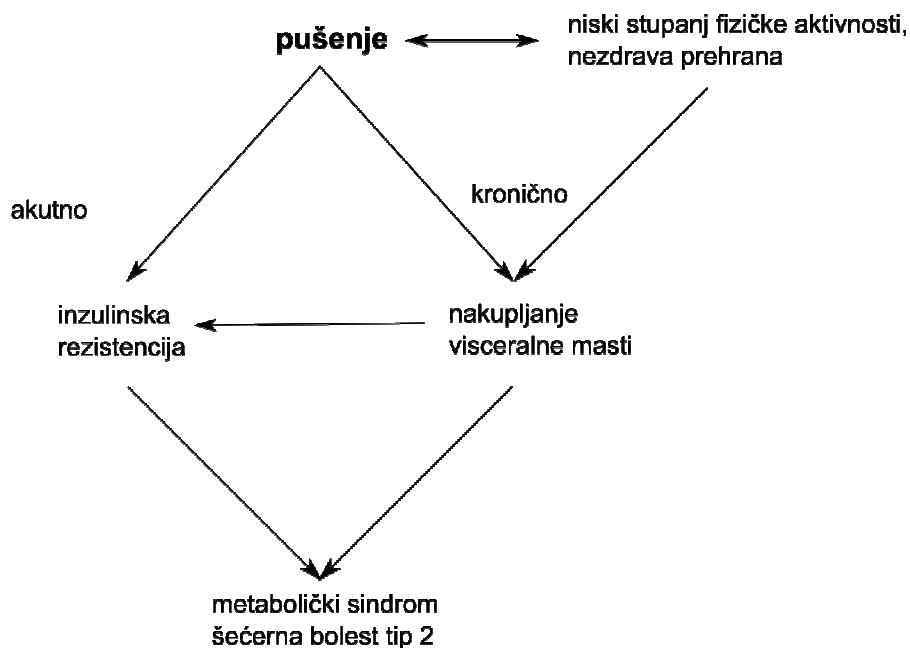 pušenje
niski stupanj fizičke aktivnosti,
nezdrava prehrana
akutno
kronično
inzulinska
rezistencija
nakupljanje
visceralne masti
metabolički sindrom
šećerna bolest tip 2